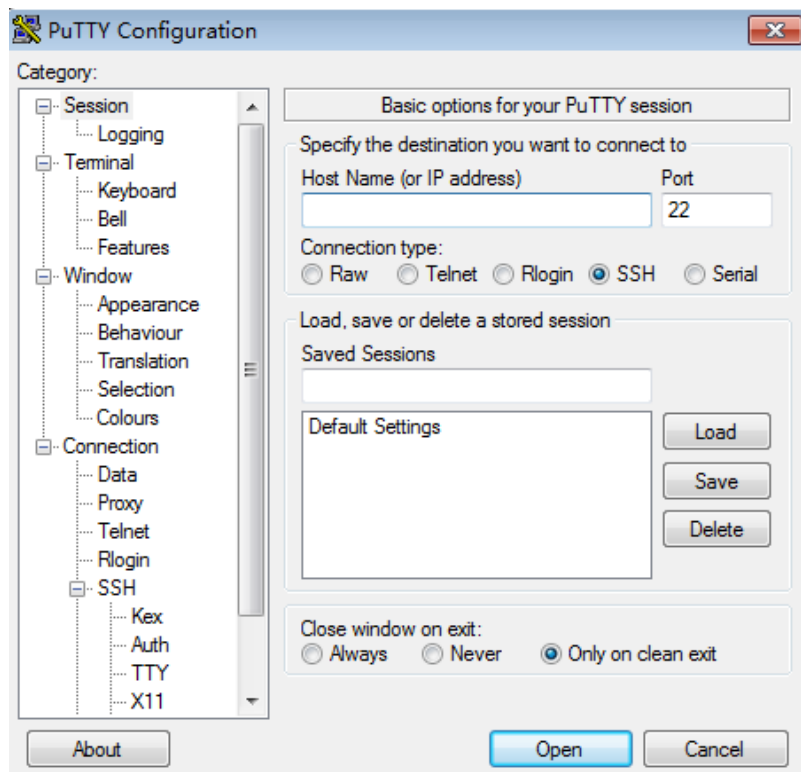 PuTTY Configuration
Category:
Session
Logging
Terminal
Keyboard
Bell
Features
Window
Appearance
Behaviour
Translation
Selection
Colours
Connection
Data
Proxy
Telnet
Rlogin
SSH
Kex
Auth
TTY
X11
Basic options for your PuTTY session
Specify the destination you want to connect to
Host Name (or IP address) Port
22
Connection type:
Raw Telnet Rlogin SSH Serial
Load, save or delete a stored session
Saved Sessions
Default Settings
Load
Save
Delete
Close window on exit:
Always Never Only on clean exit
About Open Cancel